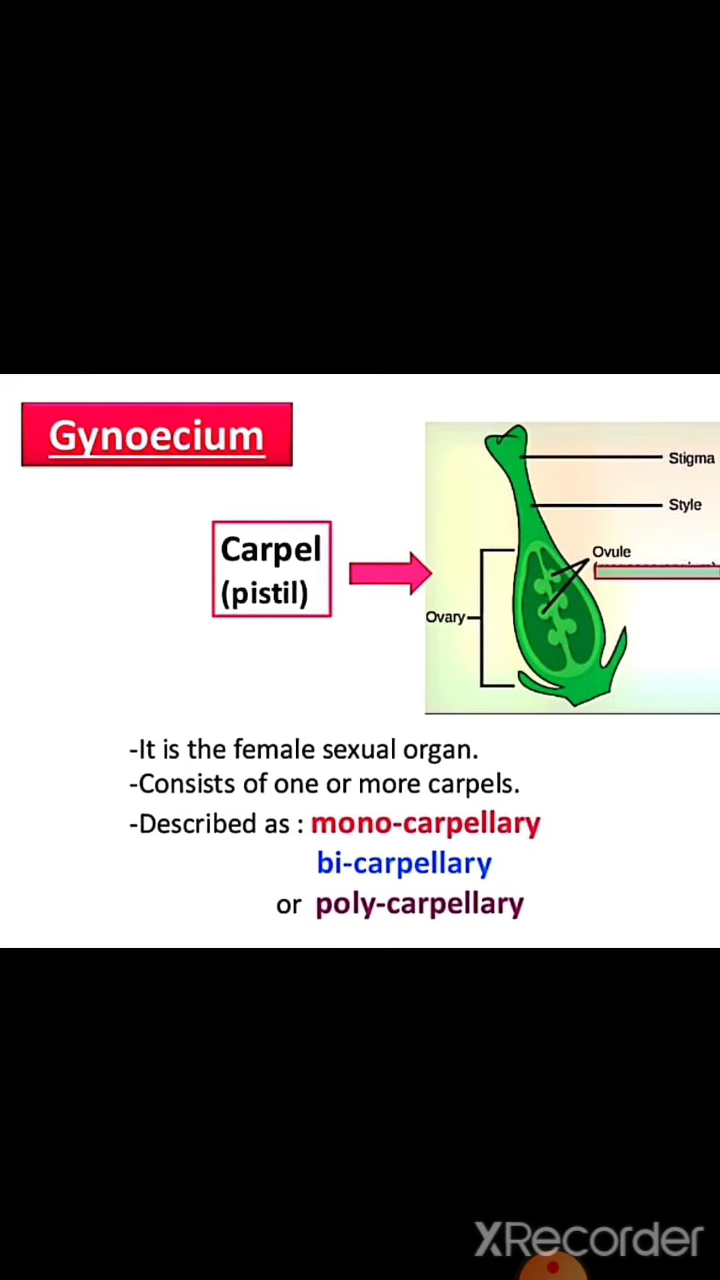 Gynoecium
Carpel
(pistil)
Stigma
Style
Ovule
Ovary
-It is the female sexual organ.
-Consists of one or more carpels.
-Described as : mono-carpellary
bi-carpellary
or poly-carpellary
XRecorder